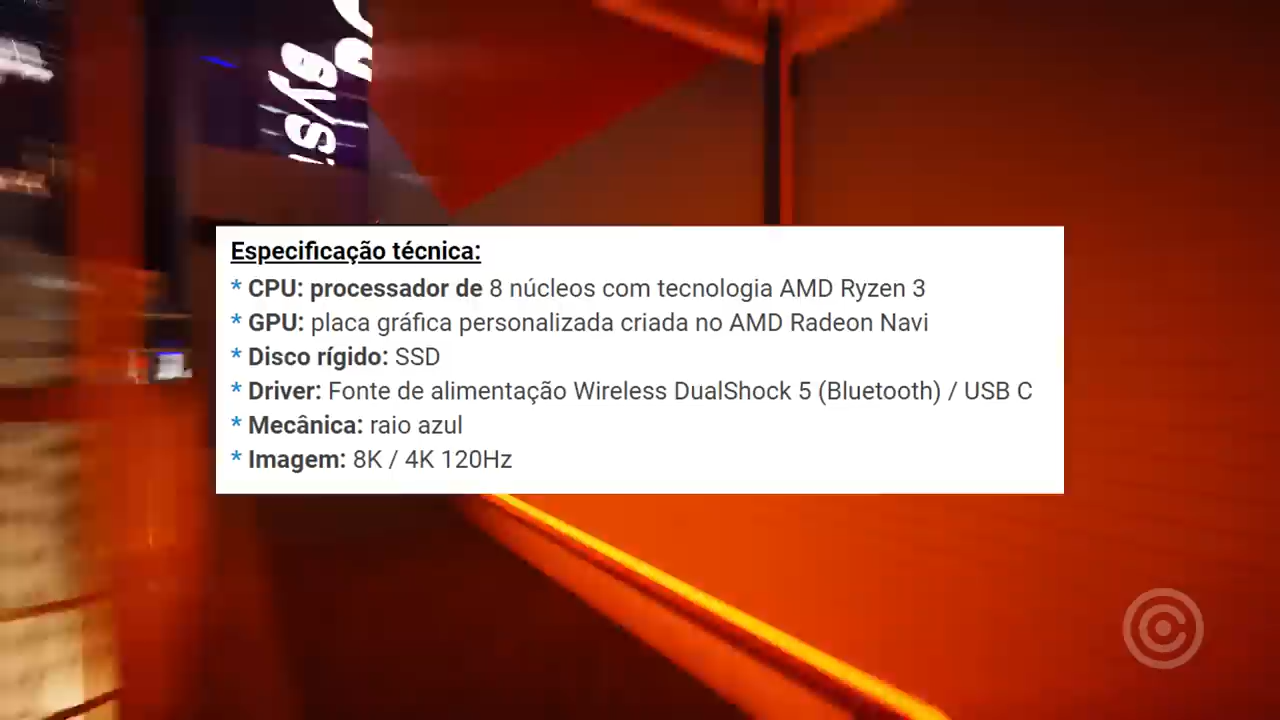 Especificação técnica:
* CPU: processador de 8 núcleos com tecnologia AMD Ryzen 3
* GPU: placa gráfica personalizada criada no AMD Radeon Navi
* Disco rígido: SSD
* Driver: Fonte de alimentação Wireless DualShock 5 (Bluetooth) / USB C
* Mecânica: raio azul
* Imagem: 8K / 4K 120Hz